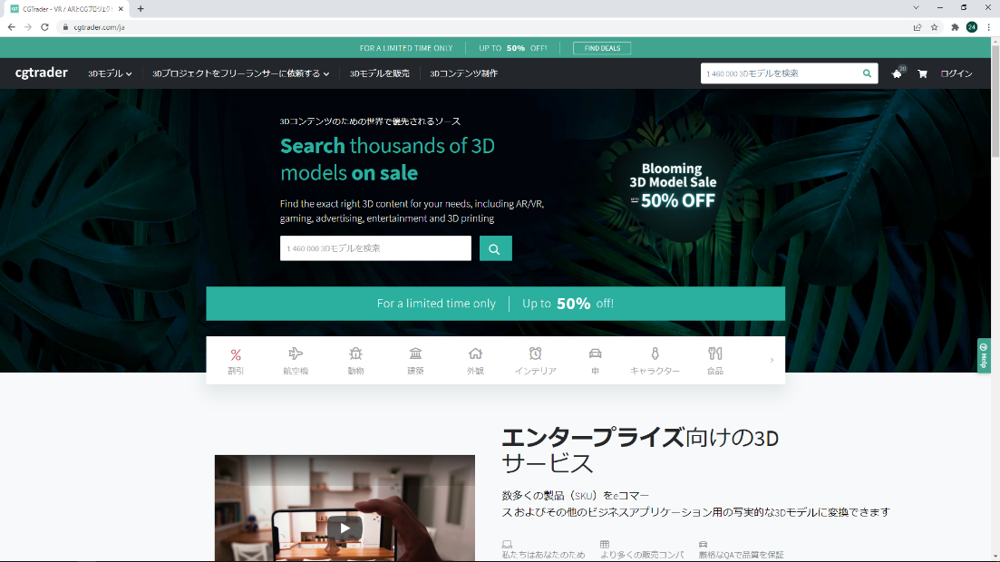 CGTrader - VR / ARとCGプロジェクト
24
cgtrader.com/ja
FOR A LIMITED TIME ONLY
UP TO 50% OFF!
FIND DEALS
cgtrader
3Dモデル
3Dプロジェクトをフリーランサーに依頼する
3Dモデルを販売
3Dコンテンツ制作
1 460 000 3Dモデルを検索
20
ログイン
3Dコンテンツのための世界で優先されるソース
Search thousands of 3D
models on sale
Find the exact right 3D content for your needs, including AR/VR,
gaming, advertising, entertainment and 3D printing
1 460 000 3Dモデルを検索
Blooming
3D Model Sale
50% OFF
For a limited time only
Up to 50% off!
割引
航空機
動物
建築
外観
インテリア
車
キャラクター
食品
Help
エンタープライズ向けの3D
サービス
数多くの製品（SKU）をeコマー
スおよびその他のビジネスアプリケーション用の写実的な3Dモデルに変換できます
私たちはあなたのため
より多くの販売コンバ
厳格なQAで品質を保証